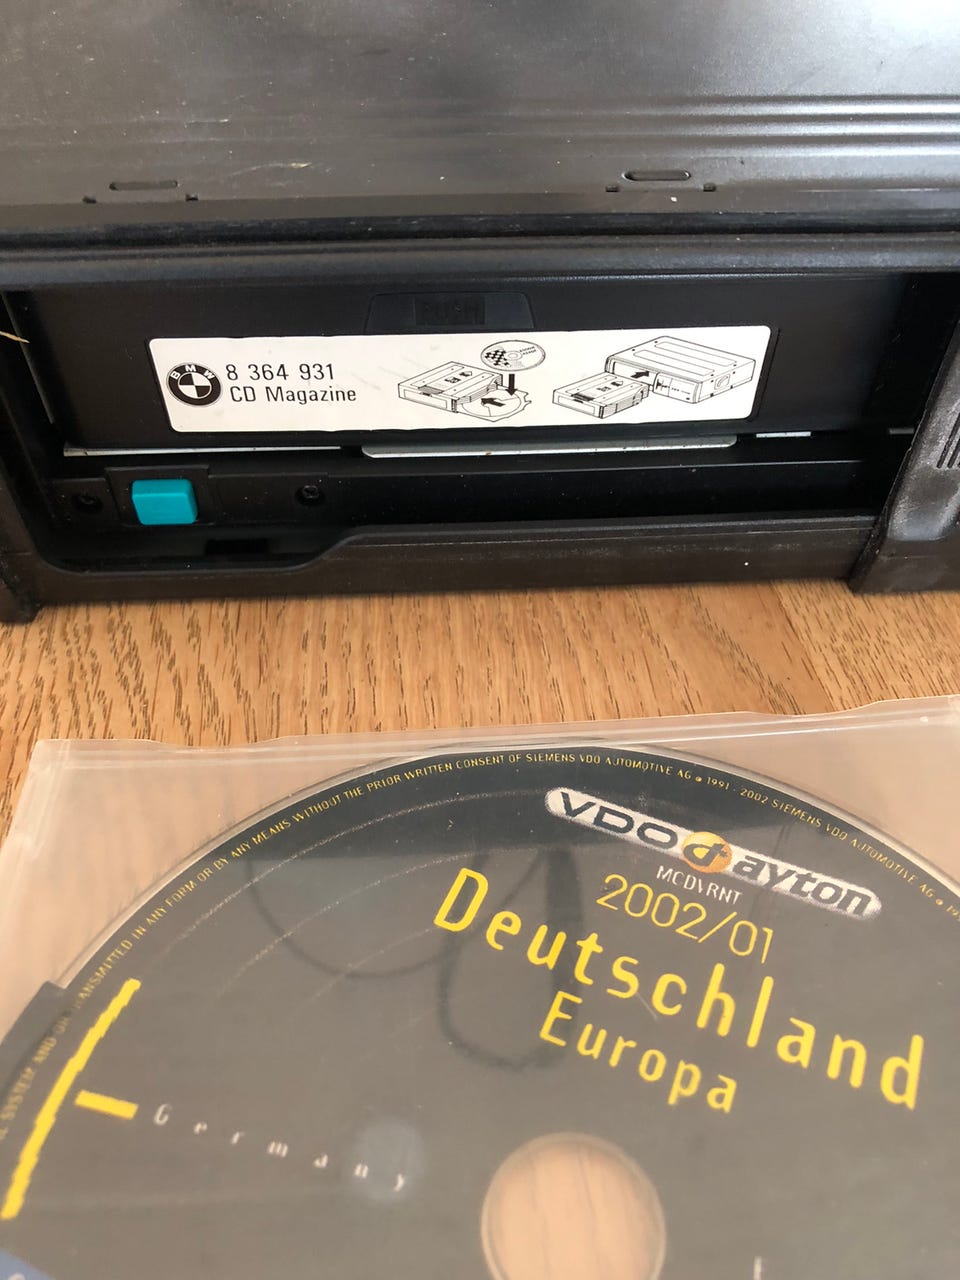 PUSH
BMW
8 364 931
CD Magazine
SYSTEM AND OR TRANSMITTED IN ANY FORM OR BY ANY MEANS WITHOUT THE PRIOR WRITTEN CONSENT OF SIEMENS VDO AUTOMOTIVE AG • 1991 - 2002 SIEMENS VDO AUTOMOTIVE AG •
VDO dayton
MCDVRNT
2002/01
Deutschland
Europa
Germany